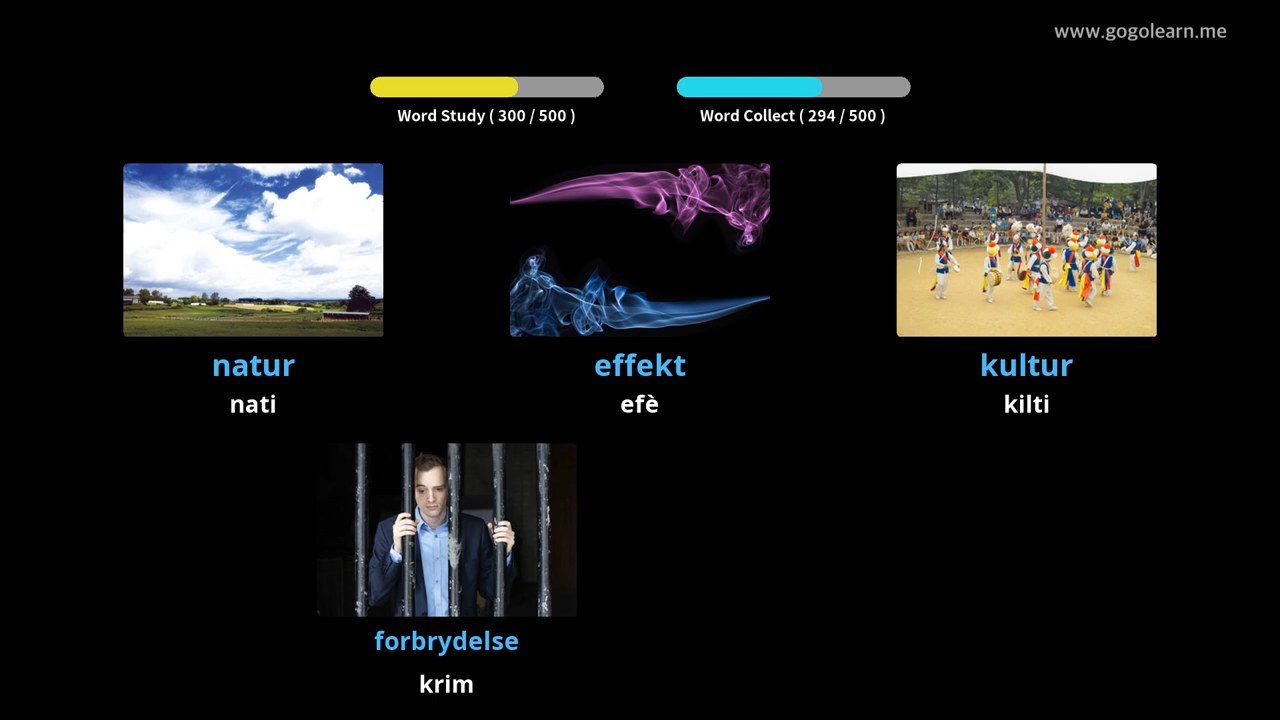 www.gogolearn.me
Word Study ( 300 / 500 )
Word Collect ( 294 / 500 )
natur
effekt
kultur
nati
efè
kilti
forbrydelse
krim